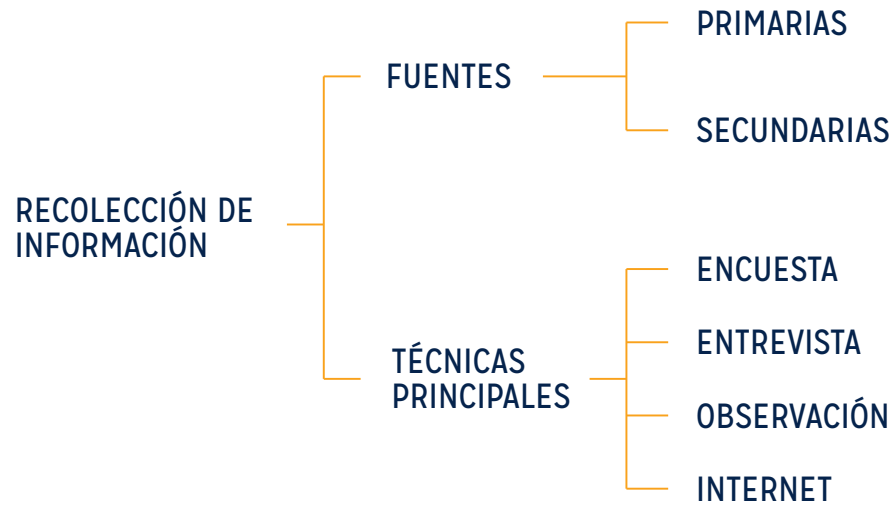 RECOLECCIÓN DE
INFORMACIÓN
FUENTES
PRIMARIAS
SECUNDARIAS
TÉCNICAS
PRINCIPALES
ENCUESTA
ENTREVISTA
OBSERVACIÓN
INTERNET